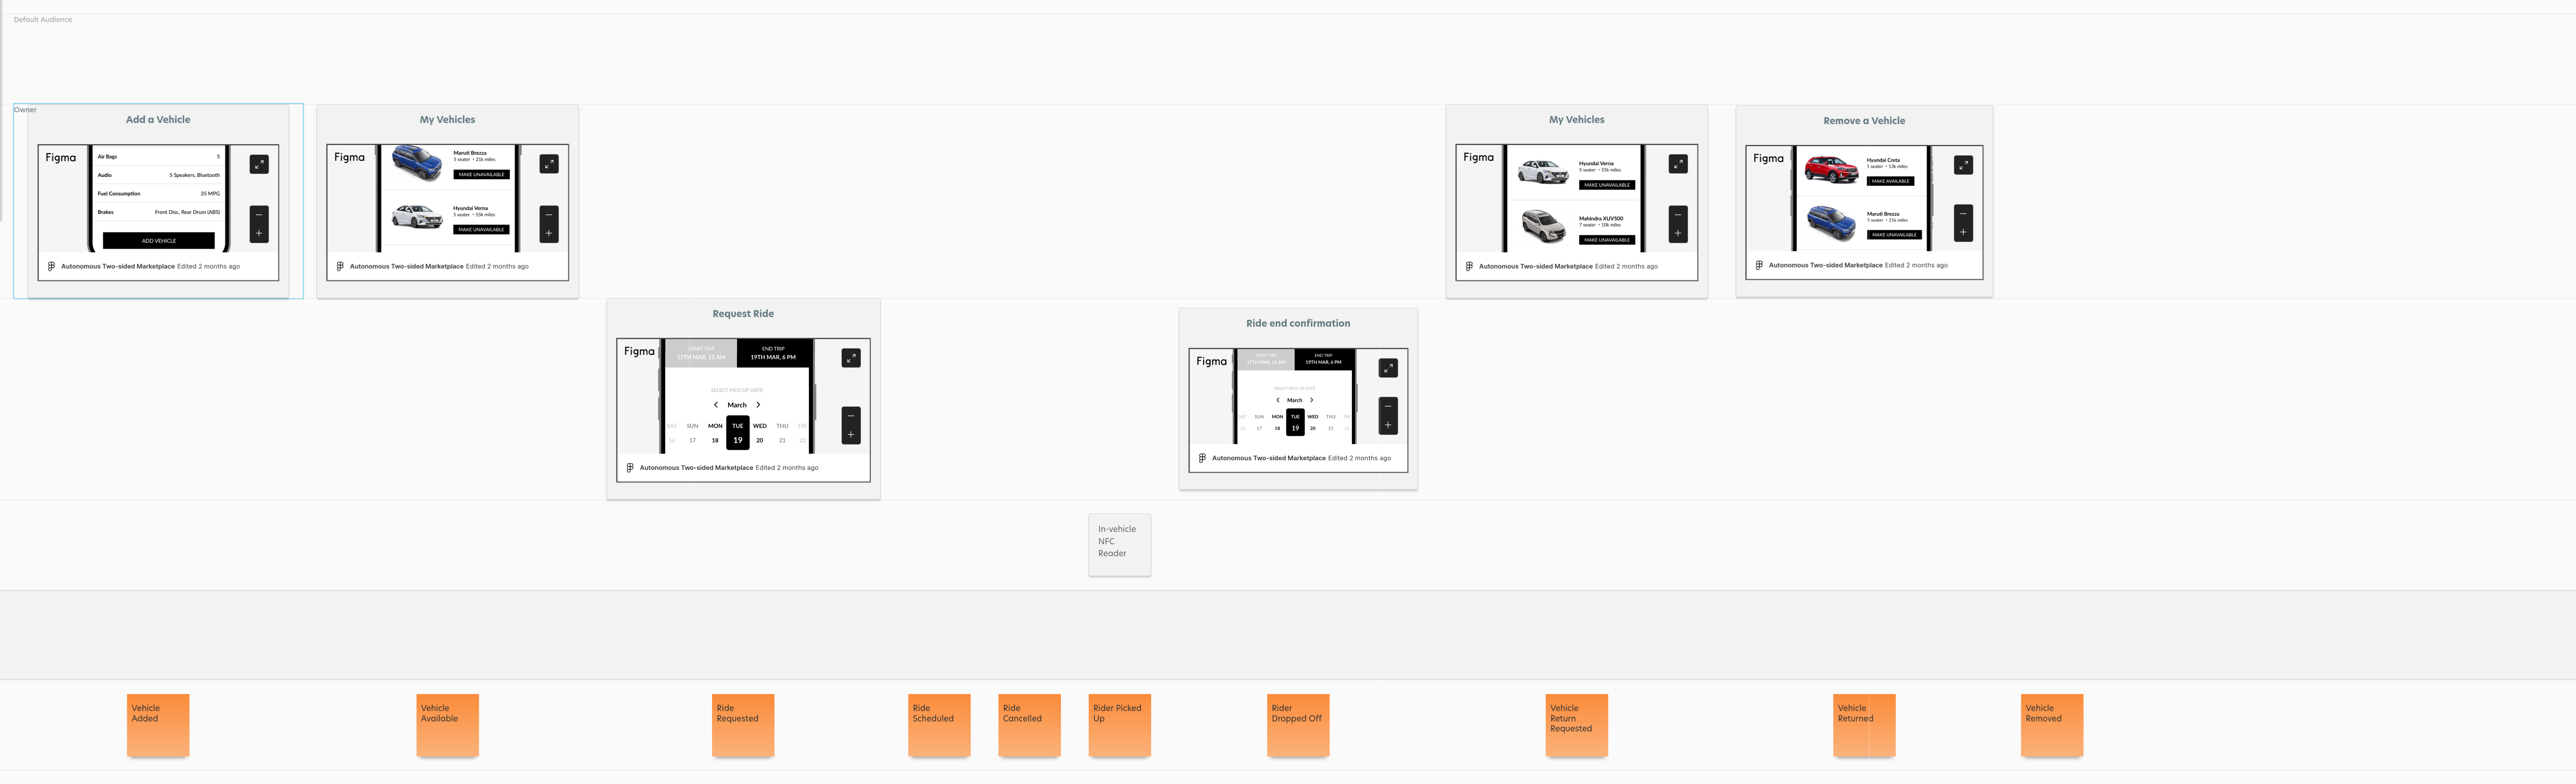 Default Audience
Owner
Add a Vehicle
Figma
Air Bags 5
Audio 5 Speakers, Bluetooth
Fuel Consumption 35 MPG
Brakes Front Disc, Rear Drum (ABS)
ADD VEHICLE
Autonomous Two-sided Marketplace Edited 2 months ago
My Vehicles
Figma
Maruti Brezza
5 seater • 21k miles
MAKE UNAVAILABLE
Hyundai Verna
5 seater • 55k miles
MAKE UNAVAILABLE
Autonomous Two-sided Marketplace Edited 2 months ago
My Vehicles
Figma
Hyundai Verna
5 seater • 55k miles
MAKE UNAVAILABLE
Mahindra XUV500
7 seater • 10k miles
MAKE UNAVAILABLE
Autonomous Two-sided Marketplace Edited 2 months ago
Remove a Vehicle
Figma
Hyundai Creta
5 seater • 13k miles
MAKE AVAILABLE
Maruti Brezza
5 seater • 21k miles
MAKE UNAVAILABLE
Autonomous Two-sided Marketplace Edited 2 months ago
Request Ride
Figma
START TRIP END TRIP
17TH MAR, 11 AM 19TH MAR, 6 PM
SELECT PICK UP DATE
March
SAT SUN MON TUE WED THU FRI
16 17 18 19 20 21 22
Autonomous Two-sided Marketplace Edited 2 months ago
Ride end confirmation
Figma
START TRIP END TRIP
17TH MAR, 11 AM 19TH MAR, 6 PM
SELECT PICK UP DATE
March
SAT SUN MON TUE WED THU FRI
16 17 18 19 20 21 22
Autonomous Two-sided Marketplace Edited 2 months ago
In-vehicle
NFC
Reader
Vehicle
Added
Vehicle
Available
Ride
Requested
Ride
Scheduled
Ride
Cancelled
Rider Picked
Up
Rider
Dropped Off
Vehicle
Return
Requested
Vehicle
Returned
Vehicle
Removed